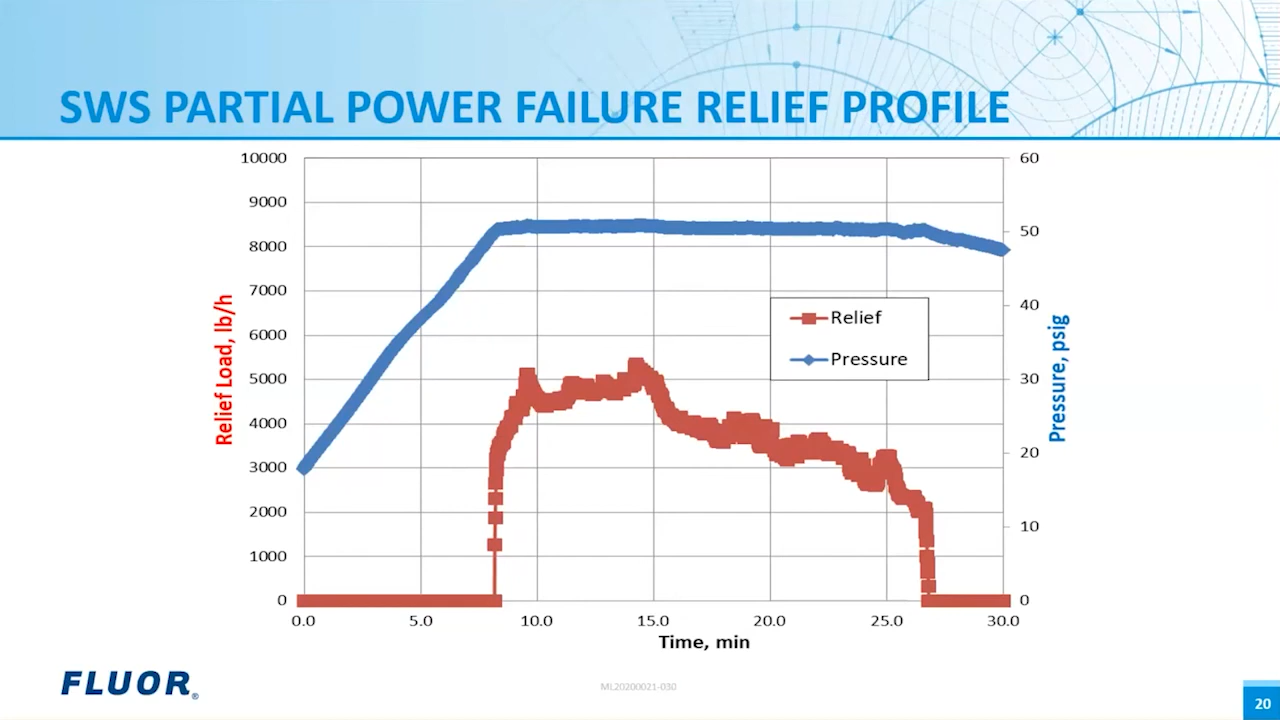 SWS PARTIAL POWER FAILURE RELIEF PROFILE
10000
9000
8000
7000
6000
5000
4000
3000
2000
1000
0
Relief Load, lb/h
60
50
40
30
20
10
0
Pressure, psig
Relief
Pressure
0.0 5.0 10.0 15.0 20.0 25.0 30.0
Time, min
FLUOR®
ML20200021-030
20